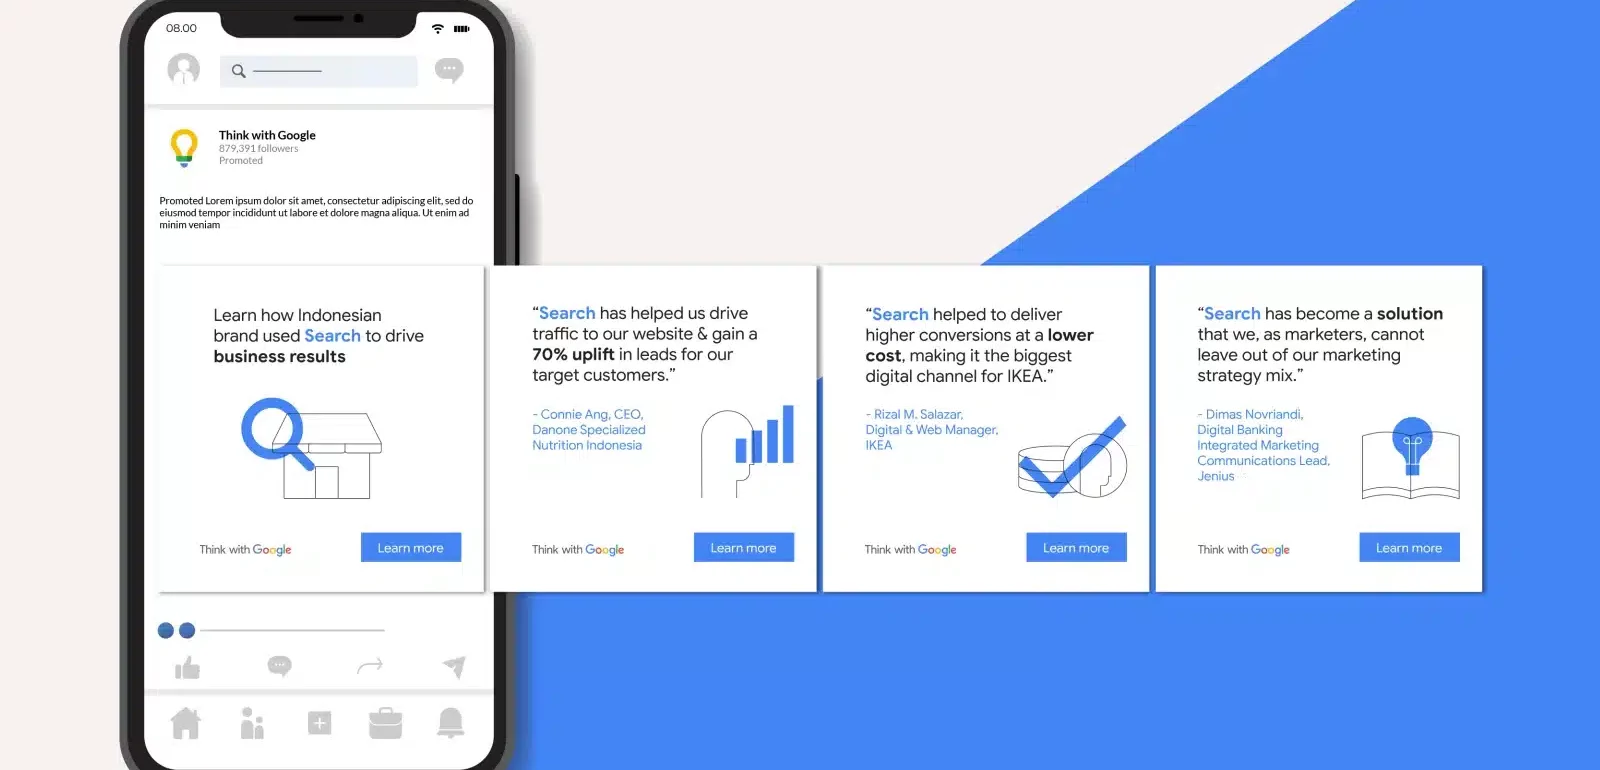 08.00
Think with Google
879,391 followers
Promoted
Promoted Lorem ipsum dolor sit amet, consectetur adipiscing elit, sed do
eiusmod tempor incididunt ut labore et dolore magna aliqua. Ut enim ad
minim veniam
Learn how Indonesian
brand used Search to drive
business results
Think with Google
Learn more
“Search has helped us drive
traffic to our website & gain a
70% uplift in leads for our
target customers.”
- Connie Ang, CEO,
Danone Specialized
Nutrition Indonesia
Think with Google
Learn more
“Search helped to deliver
higher conversions at a lower
cost, making it the biggest
digital channel for IKEA.”
- Rizal M. Salazar,
Digital & Web Manager,
IKEA
Think with Google
Learn more
“Search has become a solution
that we, as marketers, cannot
leave out of our marketing
strategy mix.”
- Dimas Novriandi,
Digital Banking
Integrated Marketing
Communications Lead,
Jenius
Think with Google
Learn more